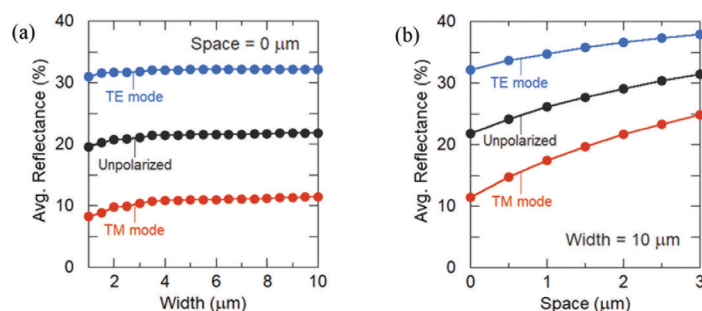 (a)
Avg. Reflectance (%)
40
30
20
10
0
Space = 0 μm
TE mode
Unpolarized
TM mode
2
4
6
8
10
Width (μm)
(b)
Avg. Reflectance (%)
40
30
20
10
0
TE mode
Unpolarized
TM mode
Width = 10 μm
0
1
2
3
Space (μm)